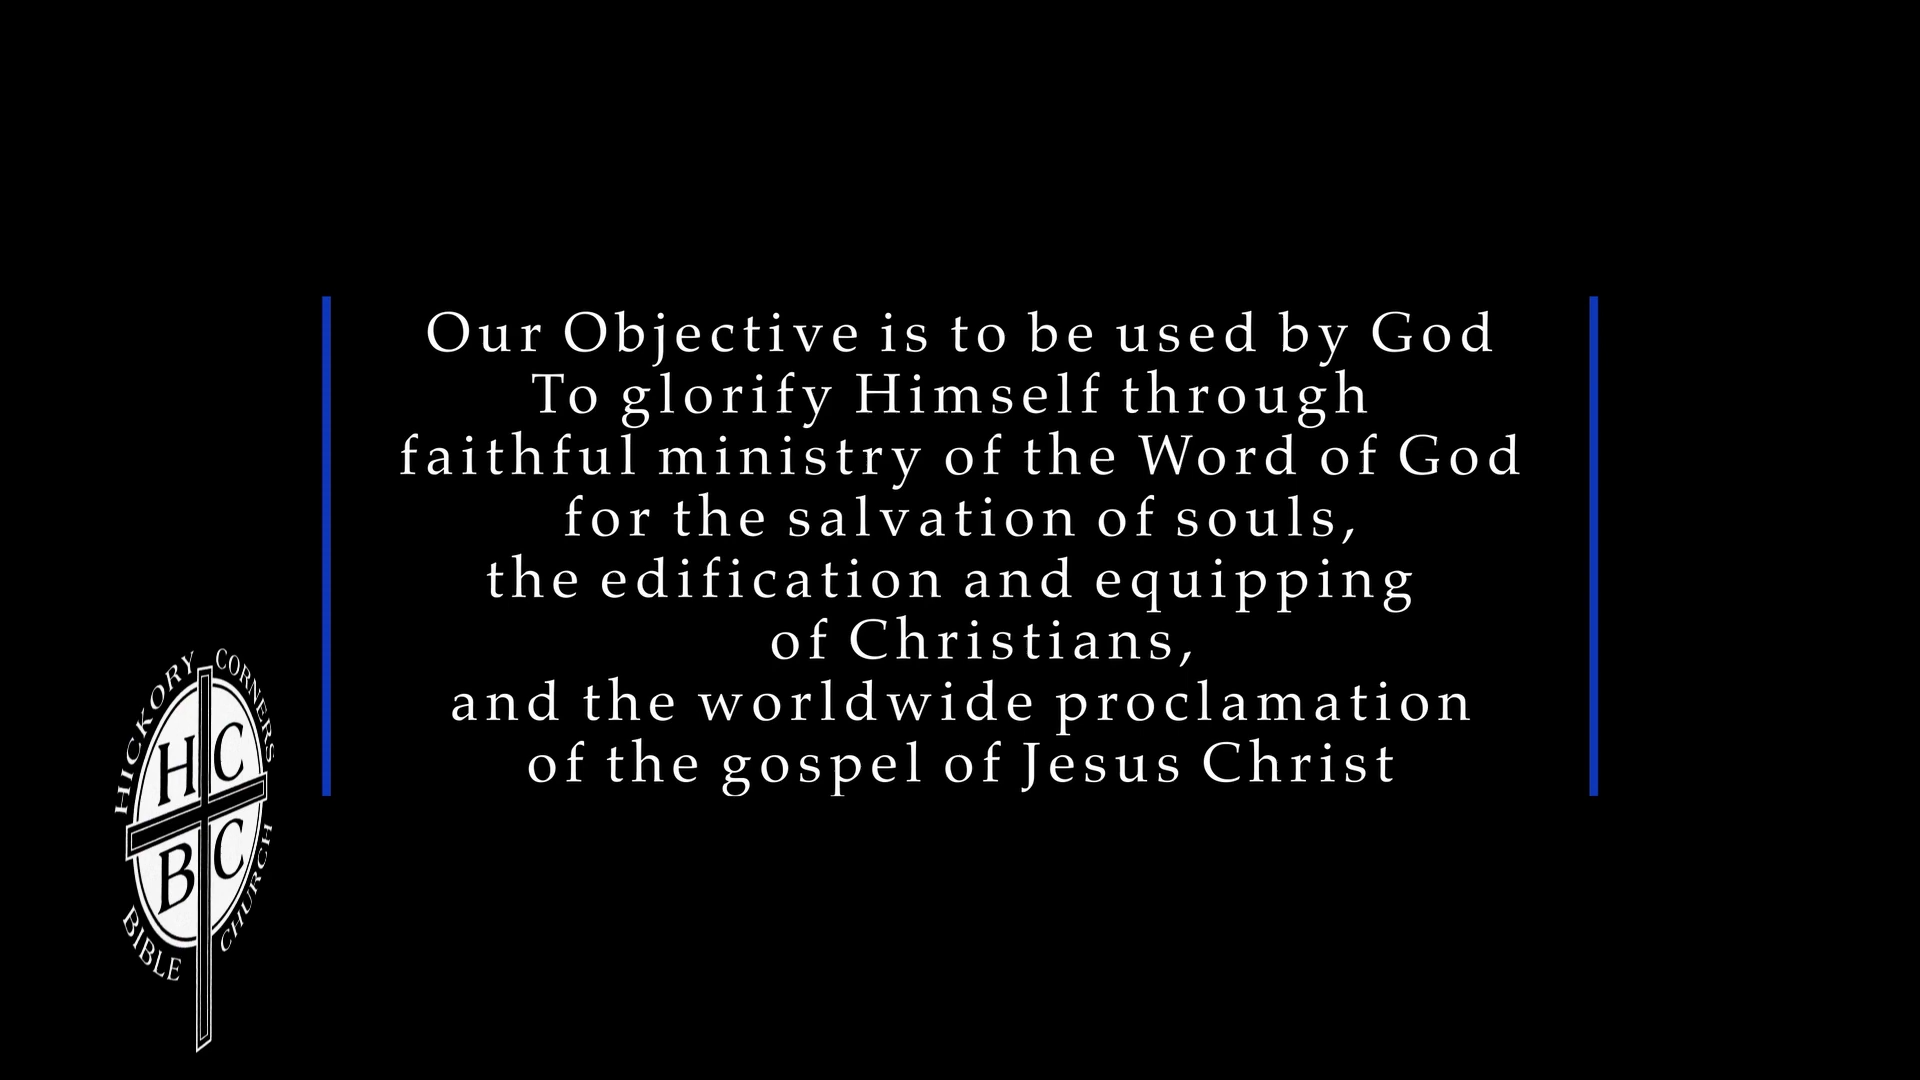 Our Objective is to be used by God
To glorify Himself through
faithful ministry of the Word of God
for the salvation of souls,
the edification and equipping
of Christians,
and the worldwide proclamation
of the gospel of Jesus Christ
HICKORY CORNERS
H C
B C
BIBLE CHURCH